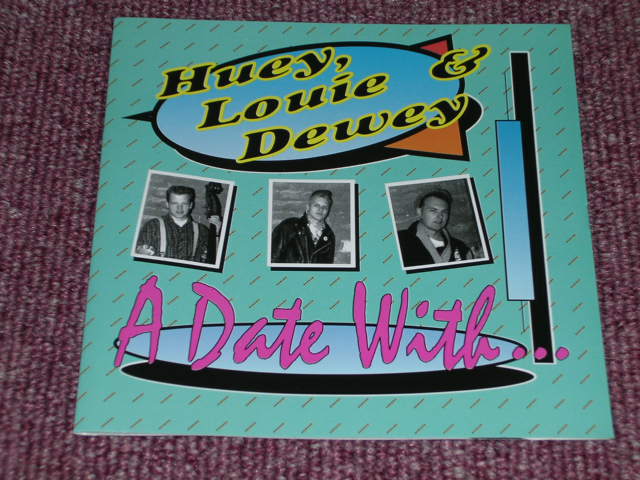 Huey,
Louie &
Dewey
A Date With...